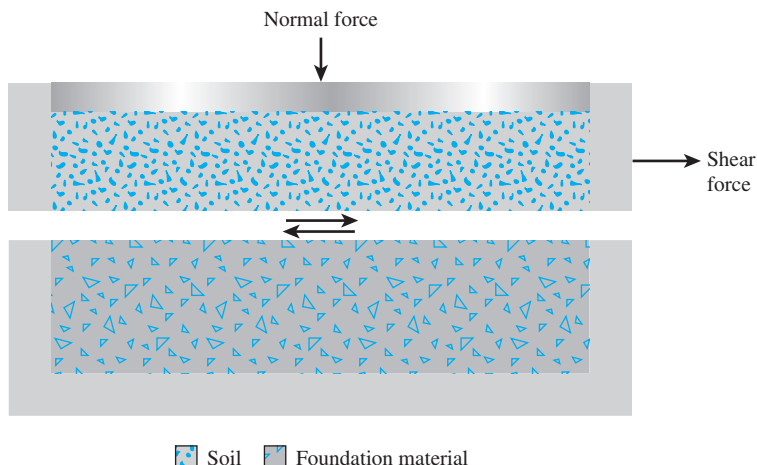 Normal force
Shear
force
Soil
Foundation material